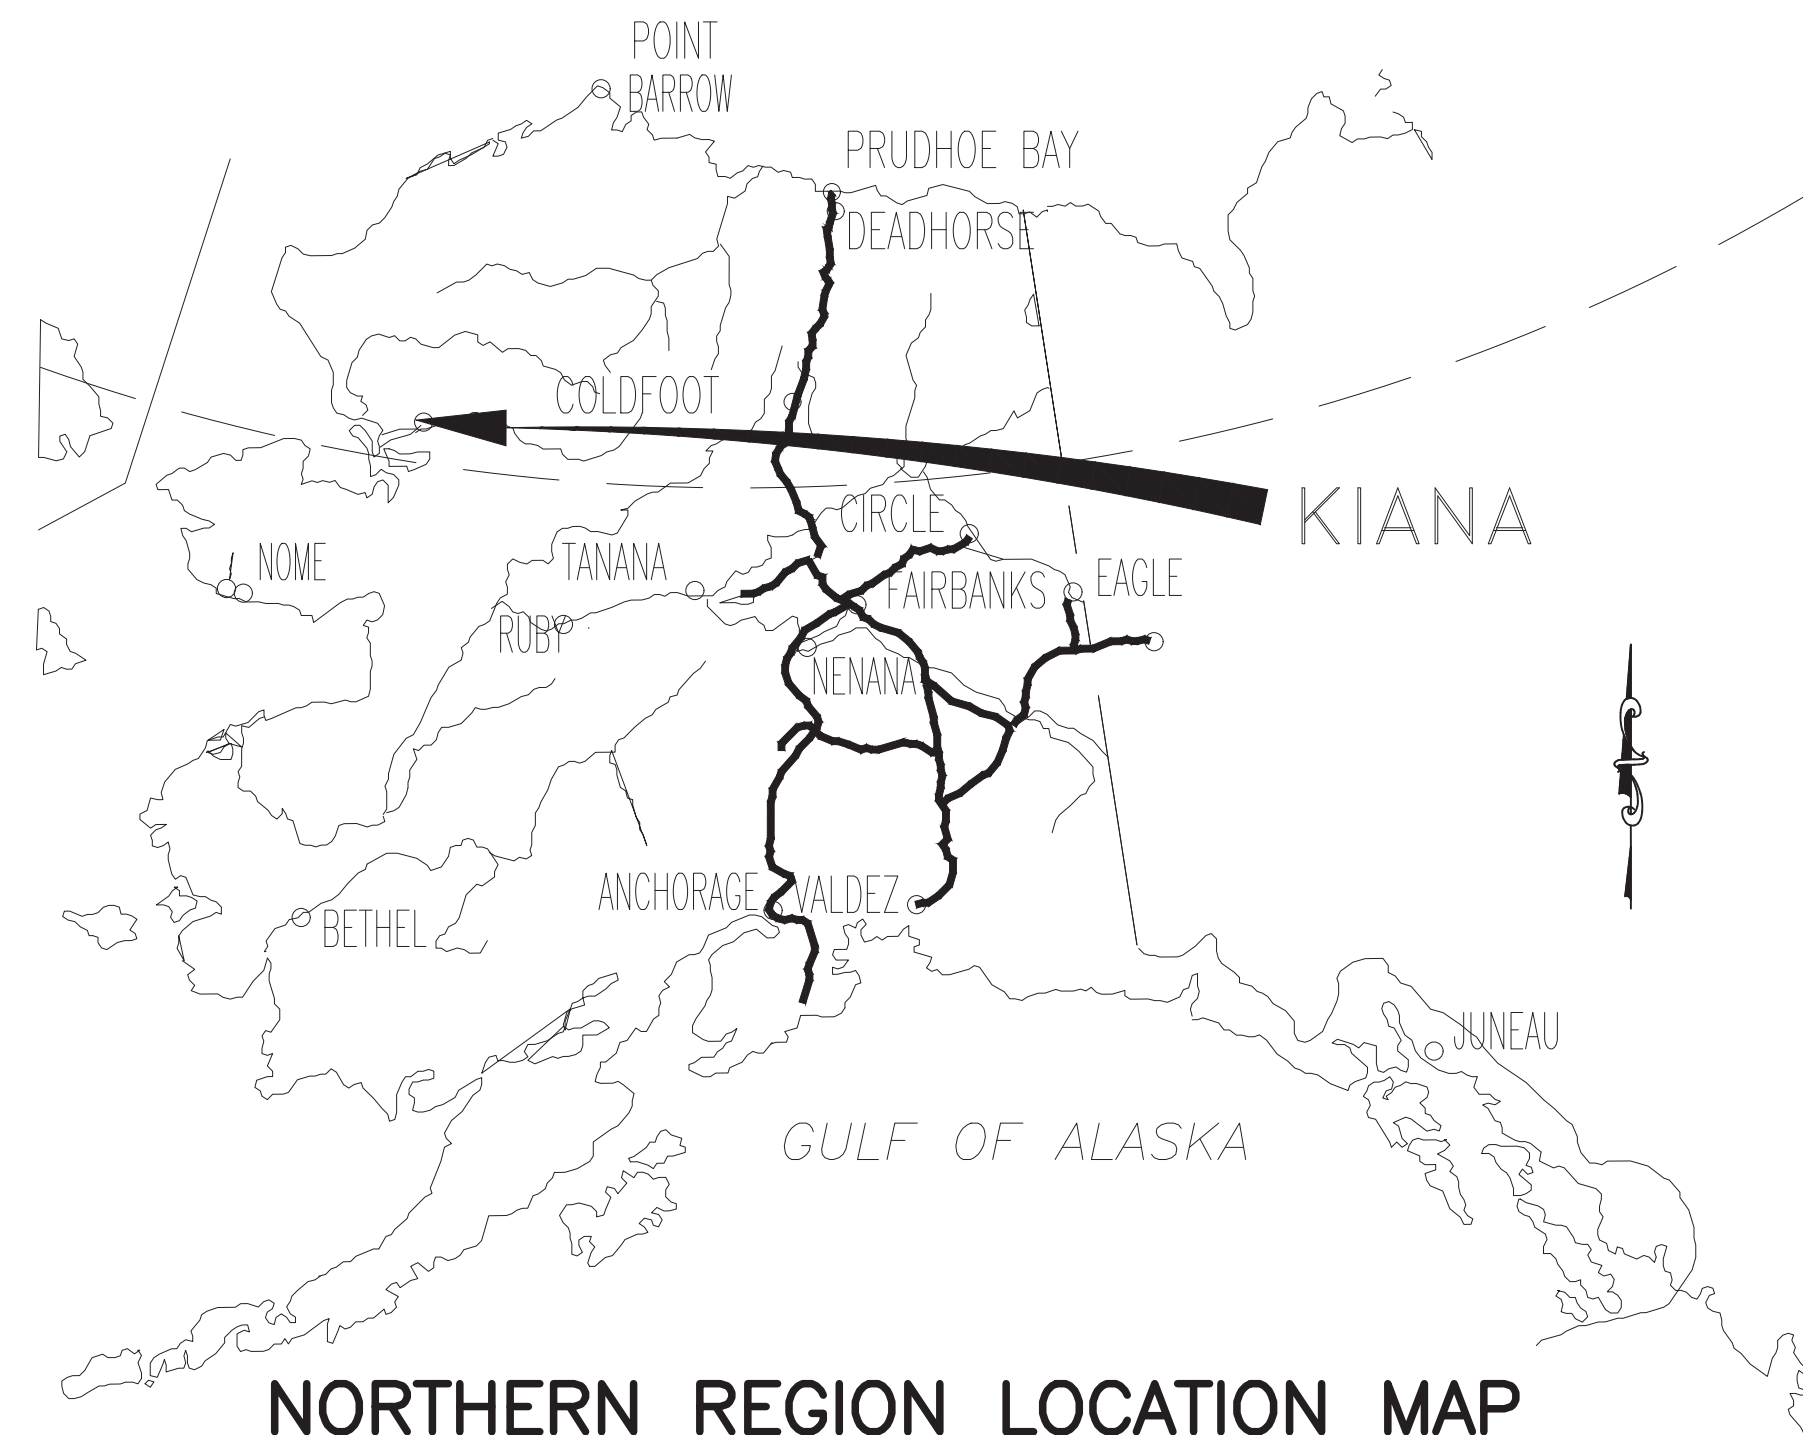 POINT
BARROW
PRUDHOE BAY
DEADHORSE
COLDFOOT
CIRCLE
KIANA
NOME
TANANA
EAGLE
FAIRBANKS
RUBY
NENANA
ANCHORAGE
VALDEZ
BETHEL
JUNEAU
GULF OF ALASKA
NORTHERN REGION LOCATION MAP